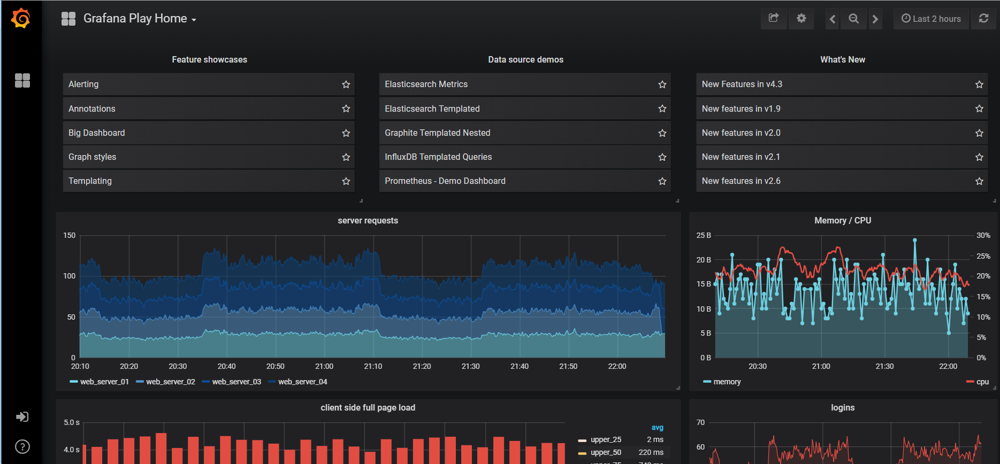 Grafana Play Home
Last 2 hours
Feature showcases
Alerting
Annotations
Big Dashboard
Graph styles
Templating
Data source demos
Elasticsearch Metrics
Elasticsearch Templated
Graphite Templated Nested
InfluxDB Templated Queries
Prometheus - Demo Dashboard
What's New
New Features in v4.3
New features in v1.9
New features in v2.0
New features in v2.1
New features in v2.6
server requests
150
100
50
0
20:10 20:20 20:30 20:40 20:50 21:00 21:10 21:20 21:30 21:40 21:50 22:00
web_server_01 web_server_02 web_server_03 web_server_04
Memory / CPU
25 B
20 B
15 B
10 B
5 B
0 B
30%
25%
20%
15%
10%
5%
0%
20:30 21:00 21:30 22:00
memory
cpu
client side full page load
5.0 s
4.0 s
avg
upper_25 2 ms
upper_50 220 ms
logins
70
60
?